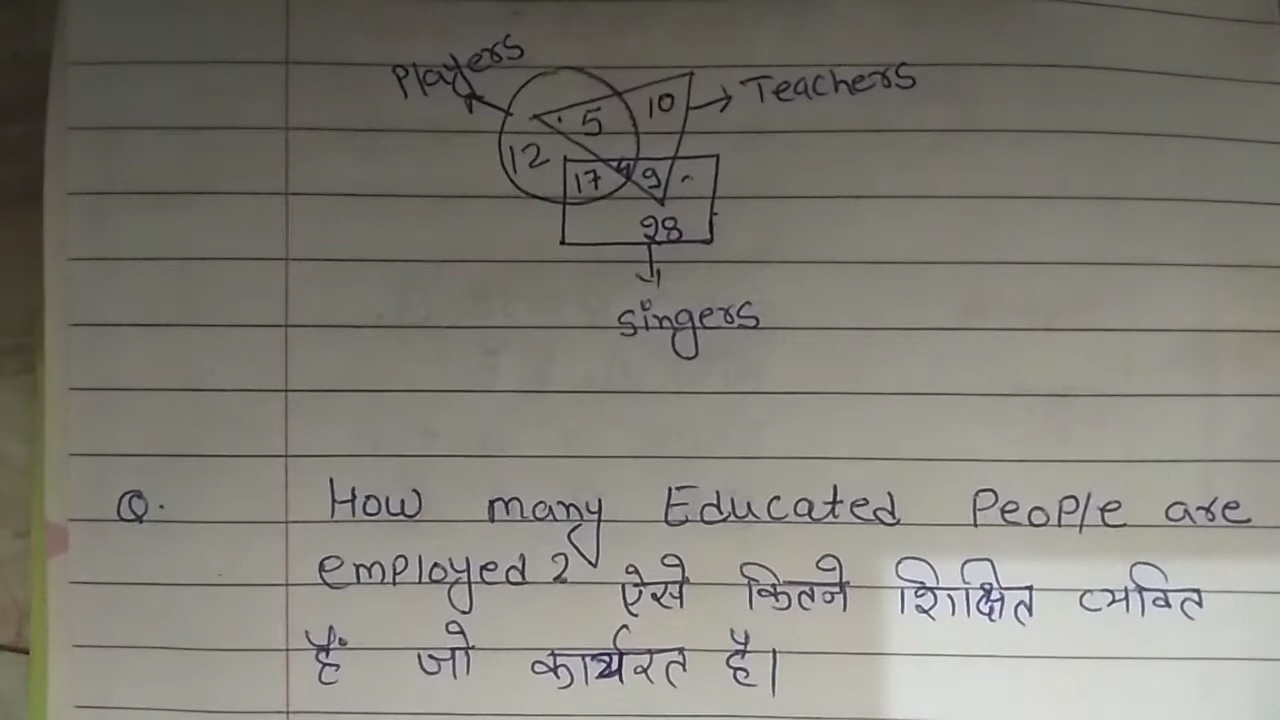 Players
Teachers
5 10
12
17 4 9
28
singers
Q. How many Educated People are
employed? ऐसे कितने शिक्षित व्यक्ति
हैं जो कार्यरत है।